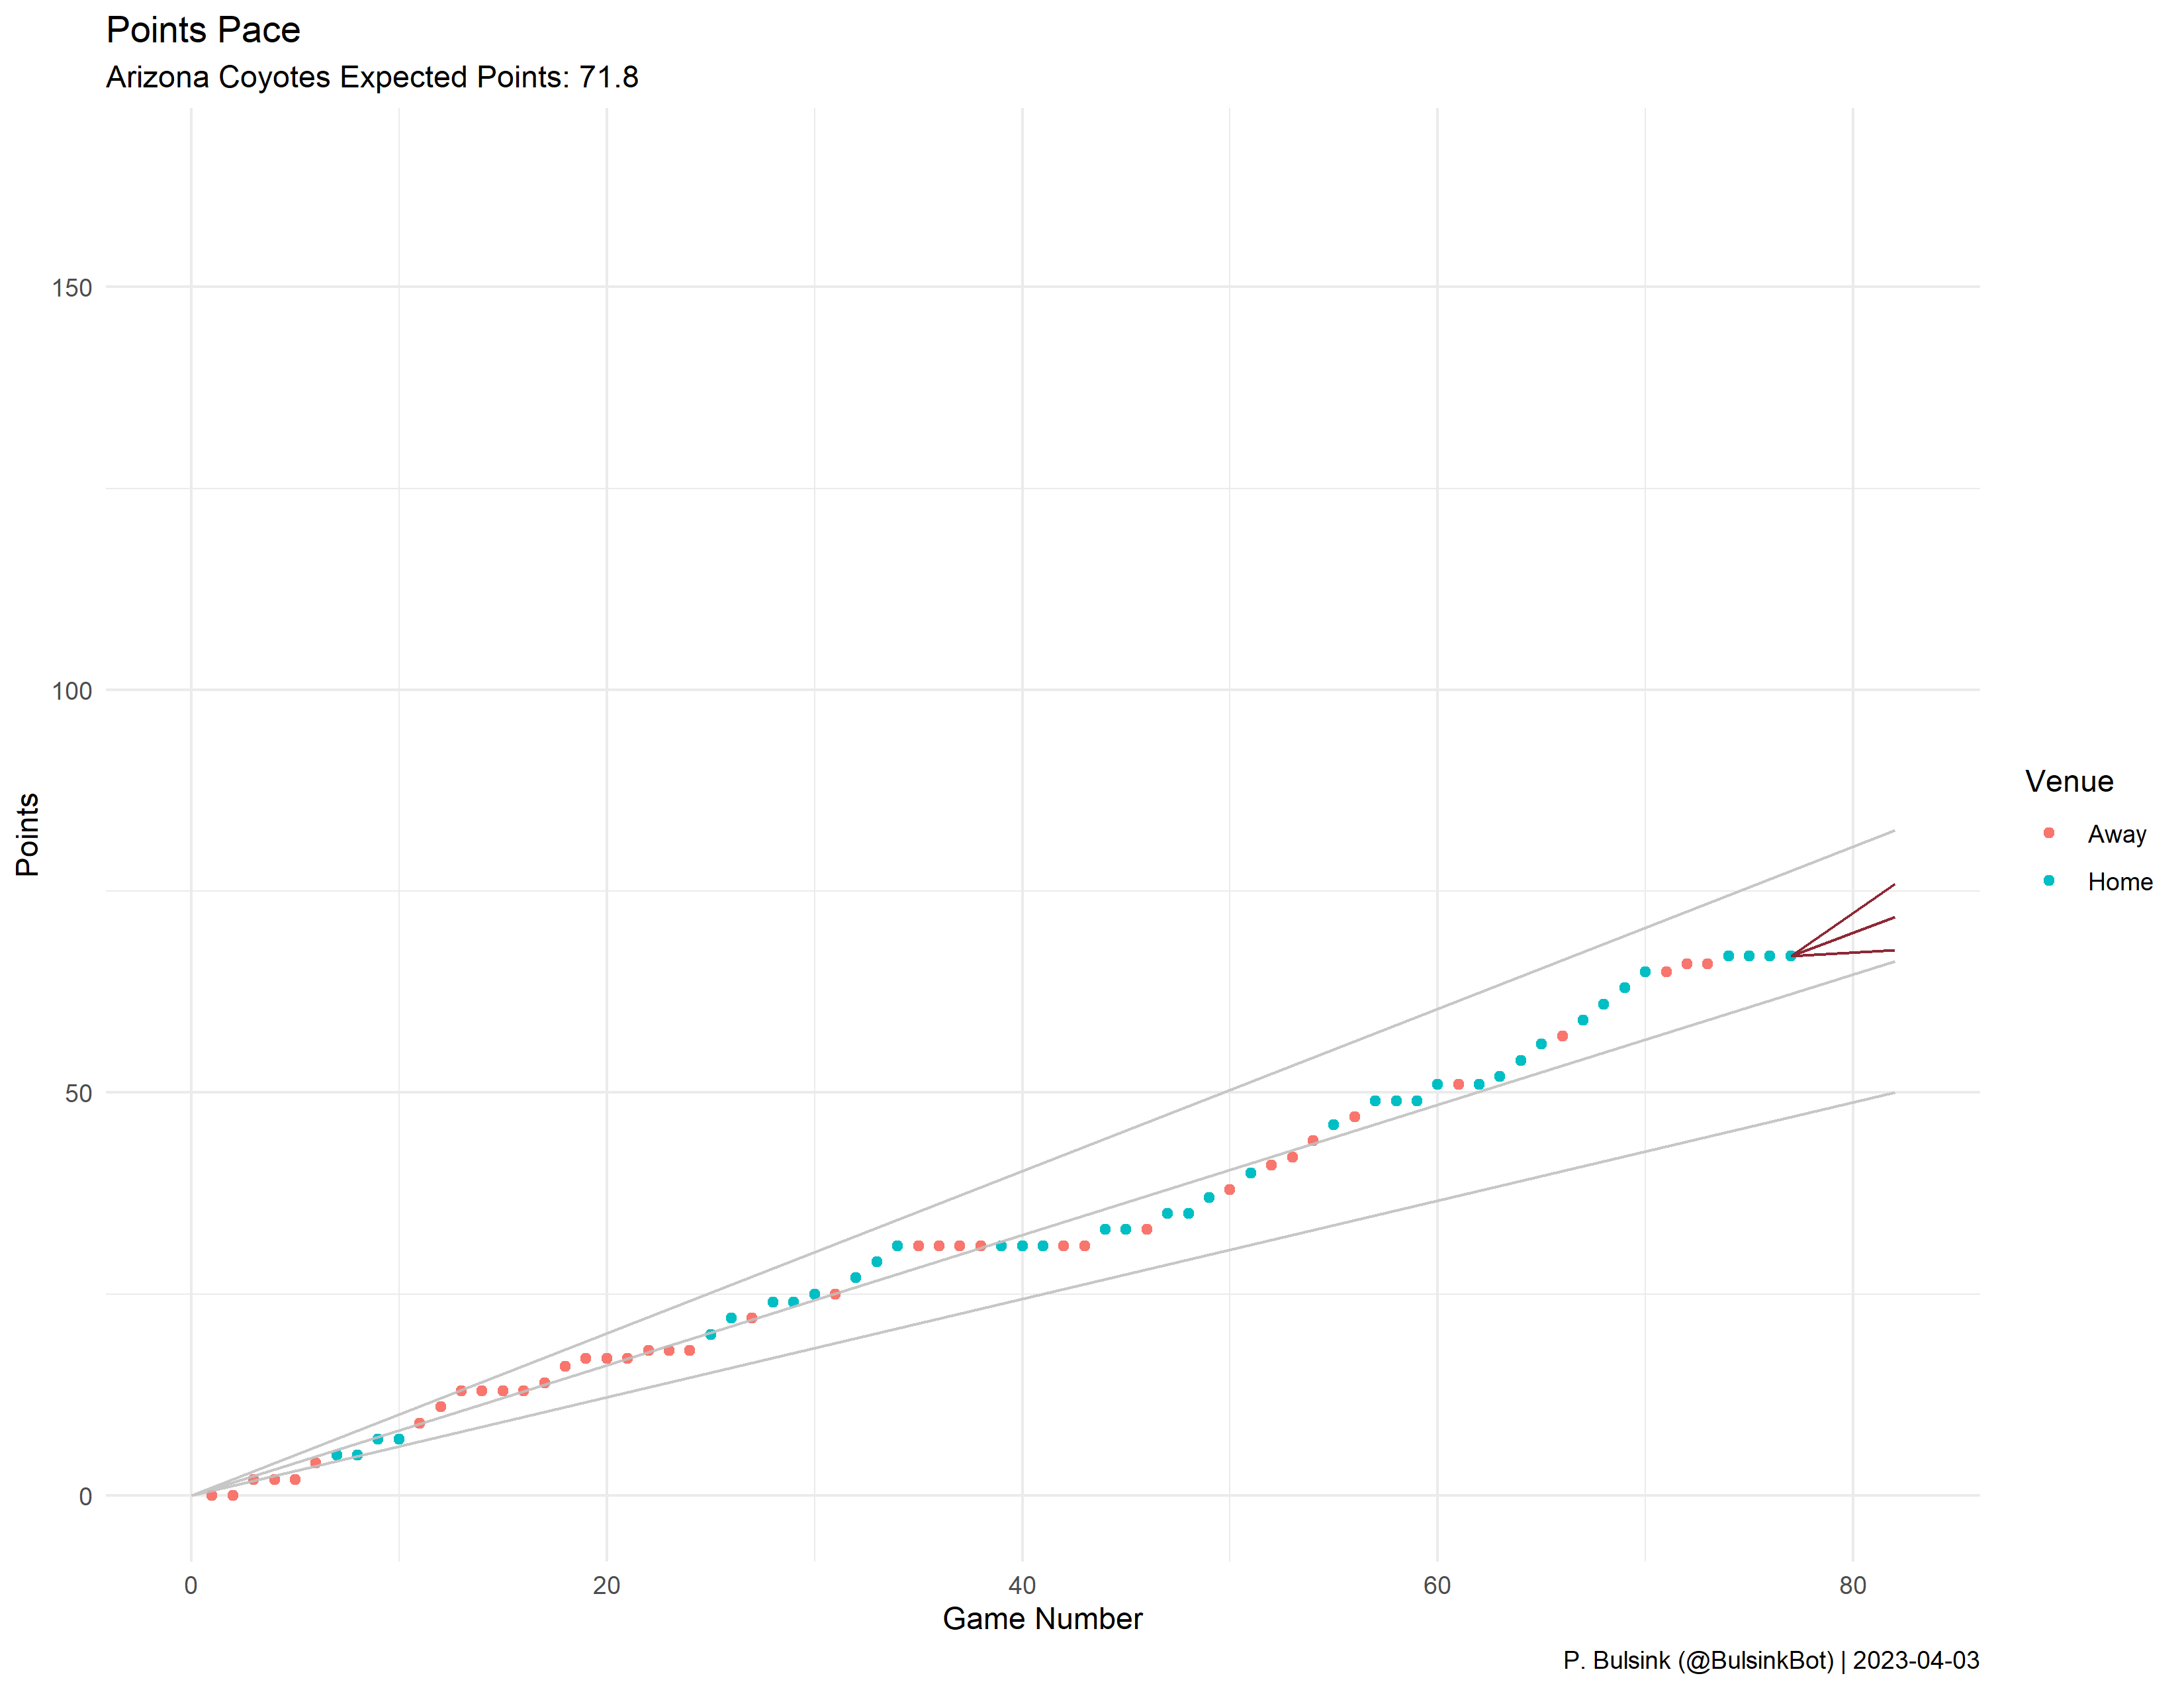 Points Pace
Arizona Coyotes Expected Points: 71.8
150
100
50
0
Points
0 20 40 60 80
Game Number
Venue
Away
Home
P. Bulsink (@BulsinkBot) | 2023-04-03